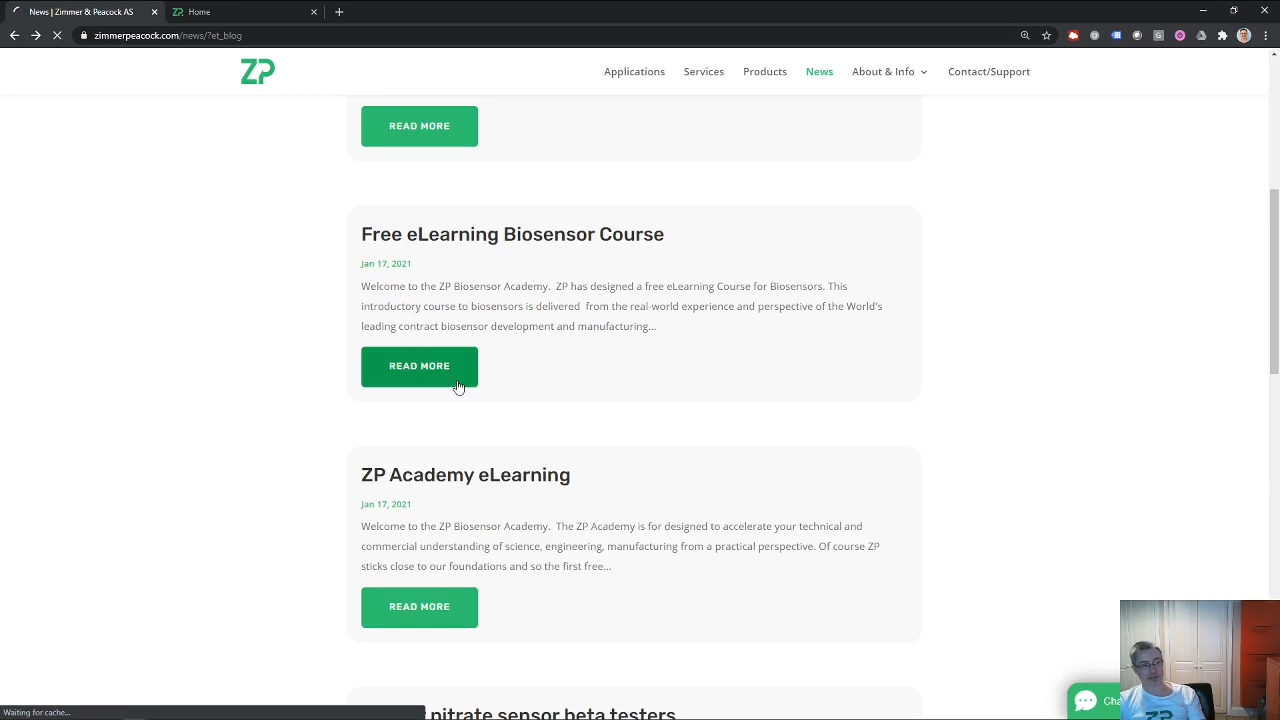 News | Zimmer & Peacock AS
ZP Home
zimmerpeacock.com/news/?et_blog
ZP
Applications
Services
Products
News
About & Info
Contact/Support
READ MORE
Free eLearning Biosensor Course
Jan 17, 2021
Welcome to the ZP Biosensor Academy. ZP has designed a free eLearning Course for Biosensors. This
introductory course to biosensors is delivered from the real-world experience and perspective of the World's
leading contract biosensor development and manufacturing...
READ MORE
ZP Academy eLearning
Jan 17, 2021
Welcome to the ZP Biosensor Academy. The ZP Academy is for designed to accelerate your technical and
commercial understanding of science, engineering, manufacturing from a practical perspective. Of course ZP
sticks close to our foundations and so the first free...
READ MORE
nitrate sensor beta testers
Waiting for cache...
ZP